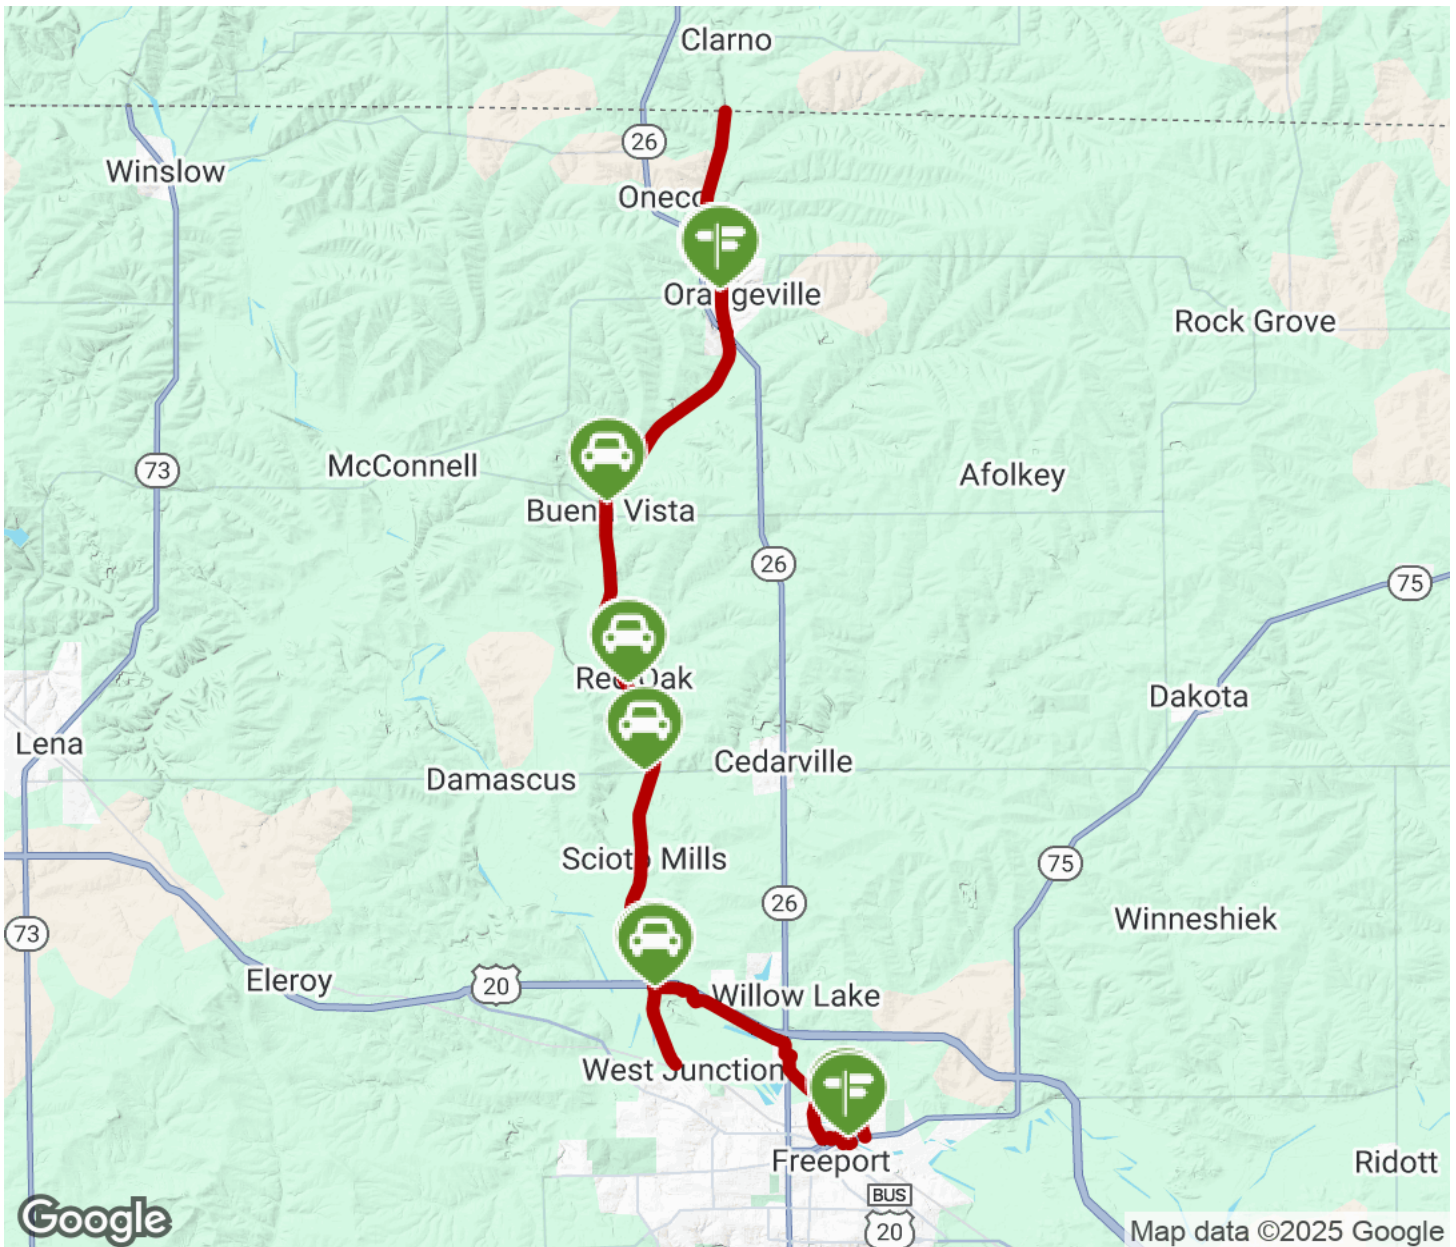 Clarno
26
Winslow
Oneco
Orangeville
Rock Grove
McConnell
73
Afolkey
Buena Vista
26
75
Red Oak
Dakota
Lena
Cedarville
Damascus
Scioto Mills
75
26
Winneshiek
73
Eleroy
20
Willow Lake
West Junction
Freeport
Ridott
BUS
20
Google
Map data ©2025 Google